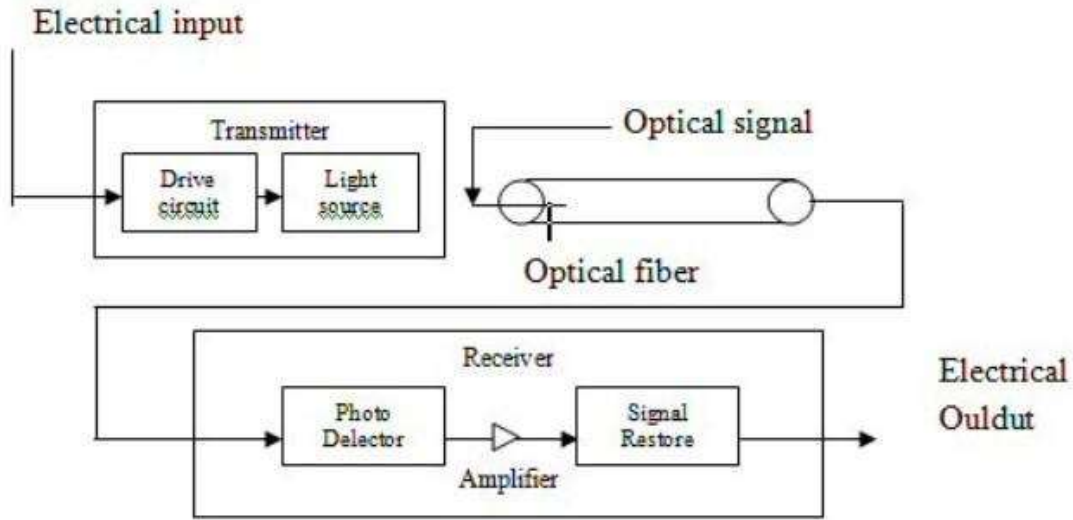 Electrical input
Transmitter
Drive
circuit
Light
source
Optical signal
Optical fiber
Receiver
Photo
Delector
Amplifier
Signal
Restore
Electrical
Ouldut